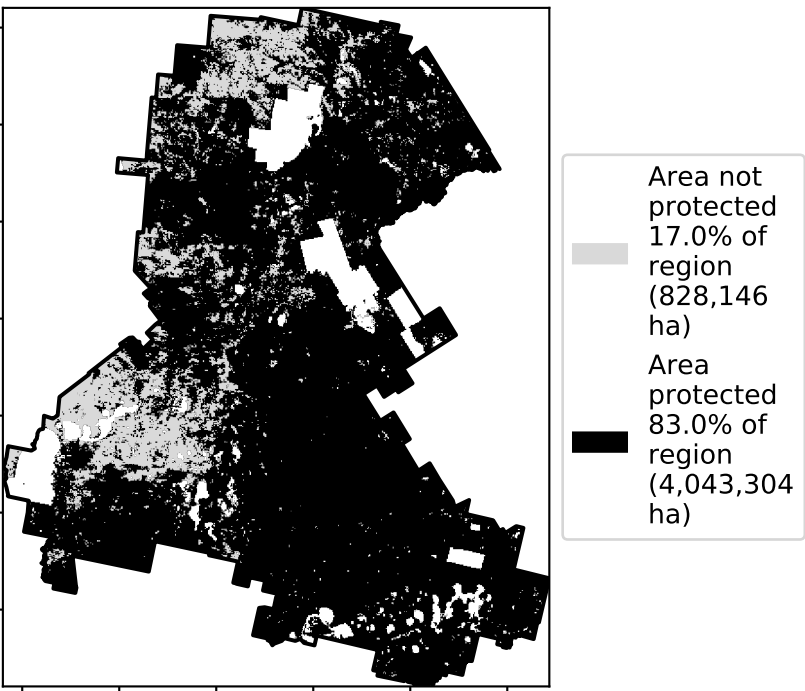 Area not
protected
17.0% of
region
(828,146
ha)
Area
protected
83.0% of
region
(4,043,304
ha)